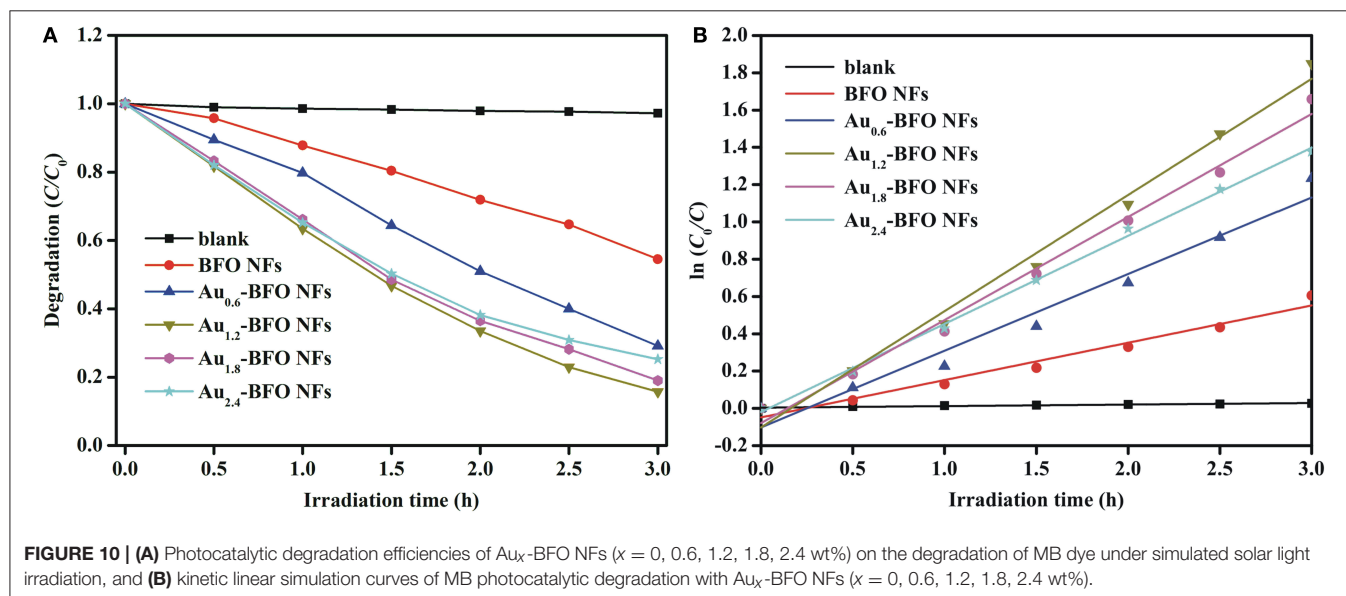 A
B
1.2
1.0
0.8
0.6
0.4
0.2
0.0
Degradation (C/C0)
blank
BFO NFs
Au0.6-BFO NFs
Au1.2-BFO NFs
Au1.8-BFO NFs
Au2.4-BFO NFs
0.0 0.5 1.0 1.5 2.0 2.5 3.0
Irradiation time (h)
2.0
1.8
1.6
1.4
1.2
1.0
0.8
0.6
0.4
0.2
0.0
-0.2
ln (C0/C)
blank
BFO NFs
Au0.6-BFO NFs
Au1.2-BFO NFs
Au1.8-BFO NFs
Au2.4-BFO NFs
0.0 0.5 1.0 1.5 2.0 2.5 3.0
Irradiation time (h)
FIGURE 10 | (A) Photocatalytic degradation efficiencies of AuX-BFO NFs (x = 0, 0.6, 1.2, 1.8, 2.4 wt%) on the degradation of MB dye under simulated solar light
irradiation, and (B) kinetic linear simulation curves of MB photocatalytic degradation with AuX-BFO NFs (x = 0, 0.6, 1.2, 1.8, 2.4 wt%).